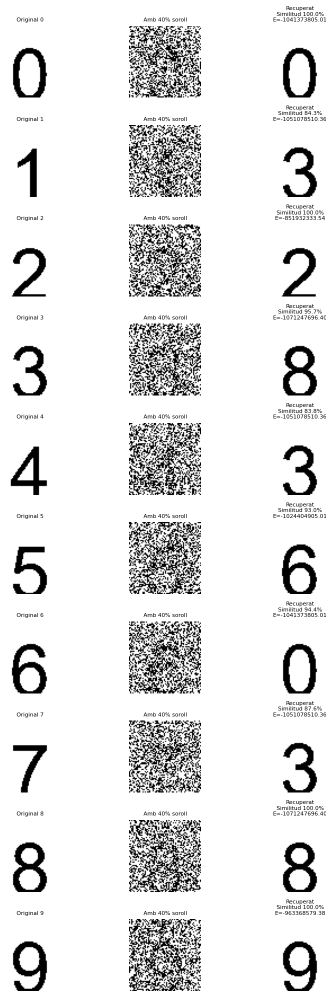 Original 0
Amb 40% soroll
Recuperat
Similitud 100.0%
E=-1041373805.01
0
0
Original 1
Amb 40% soroll
Recuperat
Similitud 84.3%
E=-1051078510.36
1
3
Original 2
Amb 40% soroll
Recuperat
Similitud 100.0%
E=-851932333.54
2
2
Original 3
Amb 40% soroll
Recuperat
Similitud 95.7%
E=-1071247696.40
3
8
Original 4
Amb 40% soroll
Recuperat
Similitud 83.8%
E=-1051078510.36
4
3
Original 5
Amb 40% soroll
Recuperat
Similitud 93.0%
E=-1024404905.01
5
6
Original 6
Amb 40% soroll
Recuperat
Similitud 94.4%
E=-1041373805.01
6
0
Original 7
Amb 40% soroll
Recuperat
Similitud 87.6%
E=-1051078510.36
7
3
Original 8
Amb 40% soroll
Recuperat
Similitud 100.0%
E=-1071247696.40
8
8
Original 9
Amb 40% soroll
Recuperat
Similitud 100.0%
E=-963368579.38
9
9